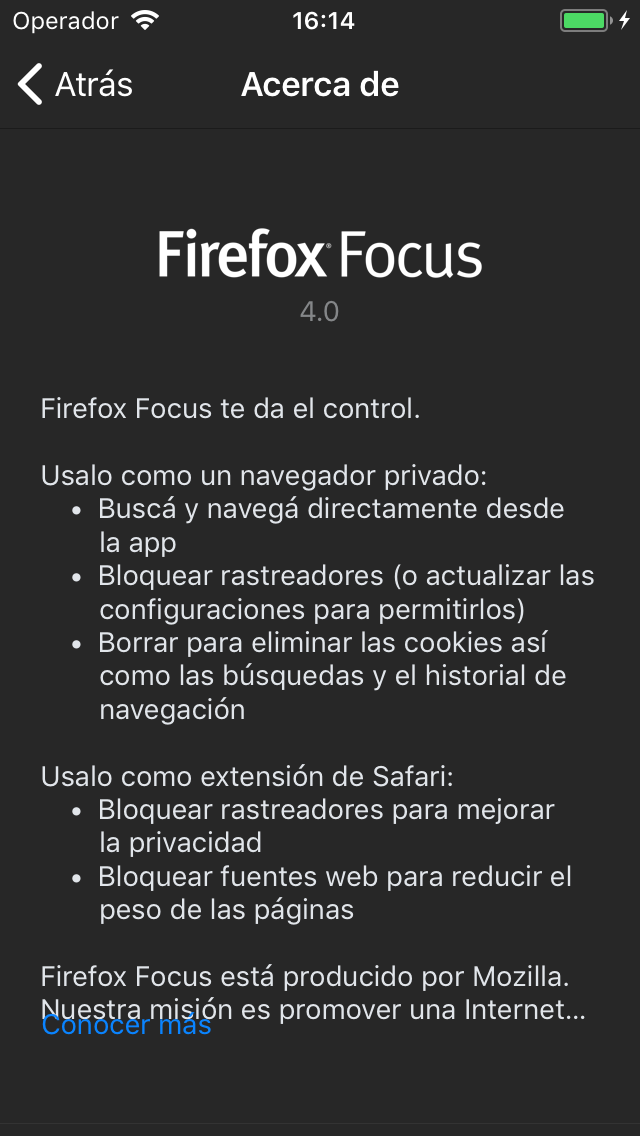 Operador
16:14
Atrás
Acerca de
Firefox Focus
4.0
Firefox Focus te da el control.
Usalo como un navegador privado:
• Buscá y navegá directamente desde
la app
• Bloquear rastreadores (o actualizar las
configuraciones para permitirlos)
• Borrar para eliminar las cookies así
como las búsquedas y el historial de
navegación
Usalo como extensión de Safari:
• Bloquear rastreadores para mejorar
la privacidad
• Bloquear fuentes web para reducir el
peso de las páginas
Firefox Focus está producido por Mozilla.
Nuestra misión es promover una Internet...
Conocer más